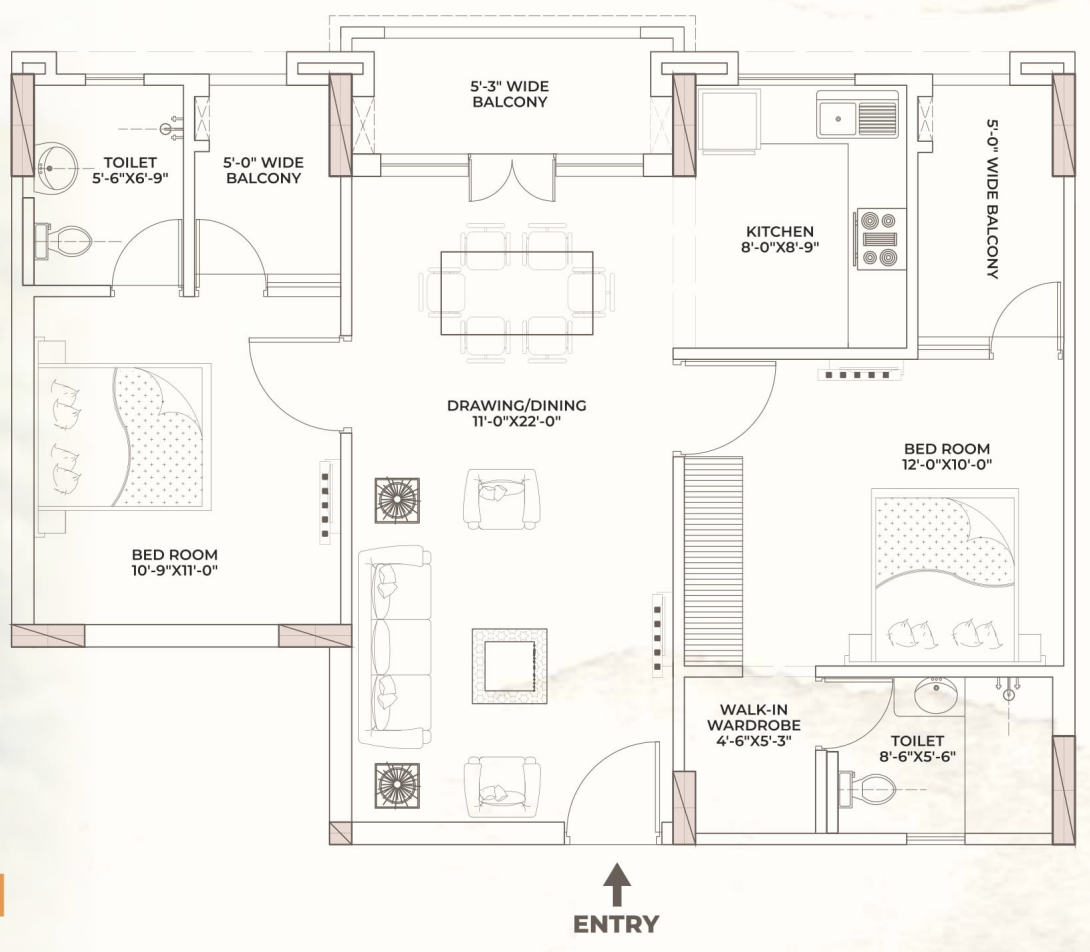 5'-3" WIDE
BALCONY
TOILET
5'-6"X6'-9"
5'-0" WIDE
BALCONY
KITCHEN
8'-0"X8'-9"
5'-0" WIDE BALCONY
DRAWING/DINING
11'-0"X22'-0"
BED ROOM
12'-0"X10'-0"
BED ROOM
10'-9"X11'-0"
WALK-IN
WARDROBE
4'-6"X5'-3"
TOILET
8'-6"X5'-6"
ENTRY